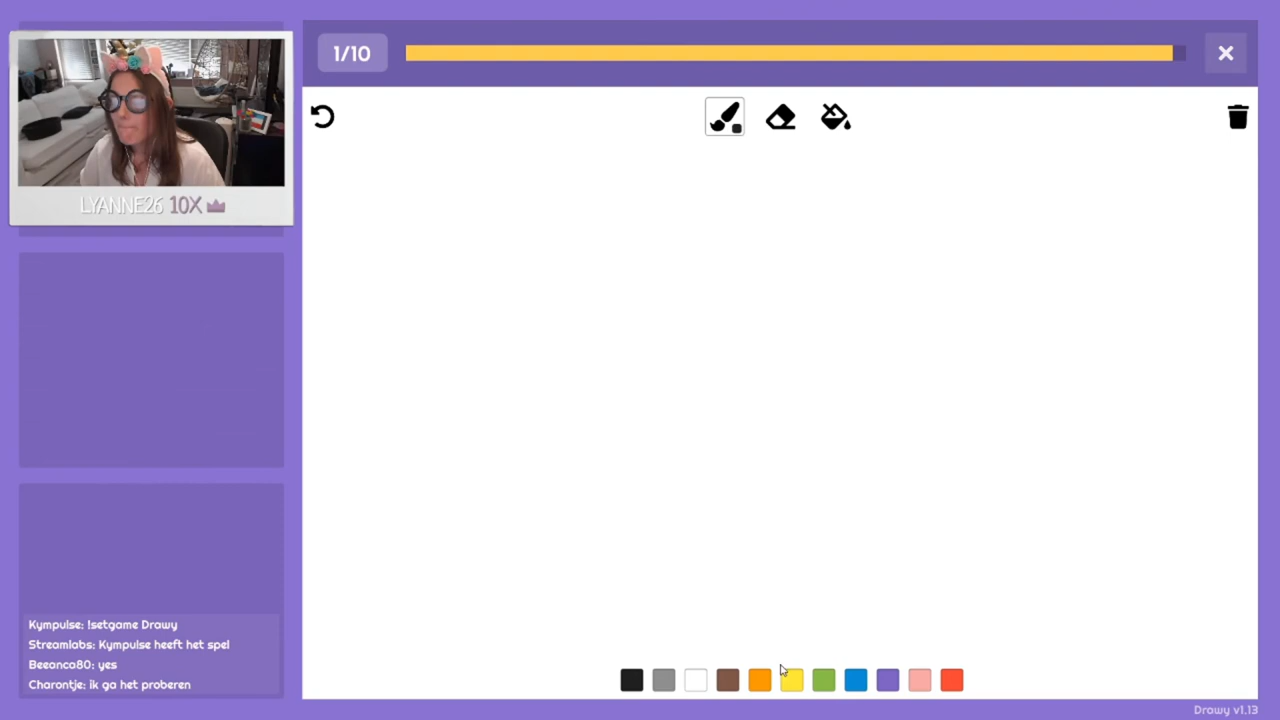 1/10
LYANNE26 10X
Kympulse: !setgame Drawy
Streamlabs: Kympulse heeft het spel
Beeanca80: yes
Charontje: ik ga het proberen
Drawy v1.13